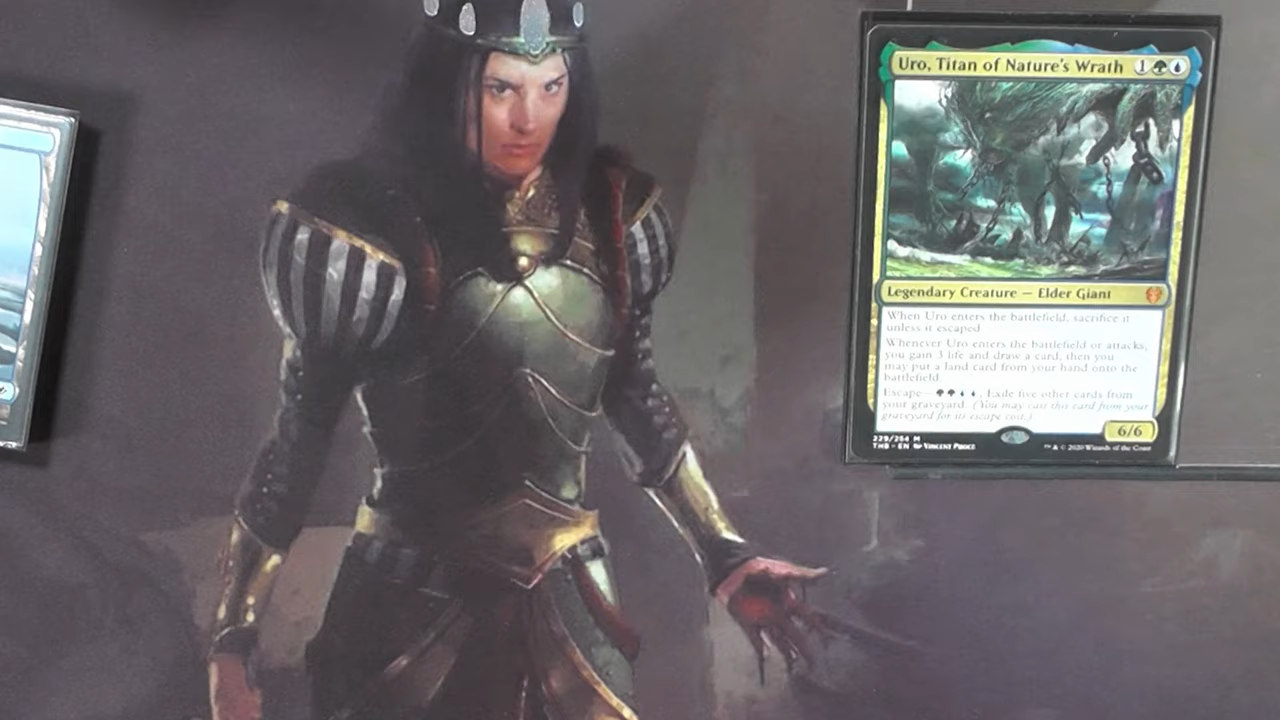 Uro, Titan of Nature's Wrath 1
Legendary Creature — Elder Giant
When Uro enters the battlefield, sacrifice it
unless it escaped
Whenever Uro enters the battlefield or attacks,
you gain 3 life and draw a card, then you
may put a land card from your hand onto the
battlefield.
Escape—, Exile five other cards from
your graveyard. (You may cast this card from your
graveyard for its escape cost.)
6/6
229/254 M
THB • EN Vincent Proce
™ & © 2020 Wizards of the Coast